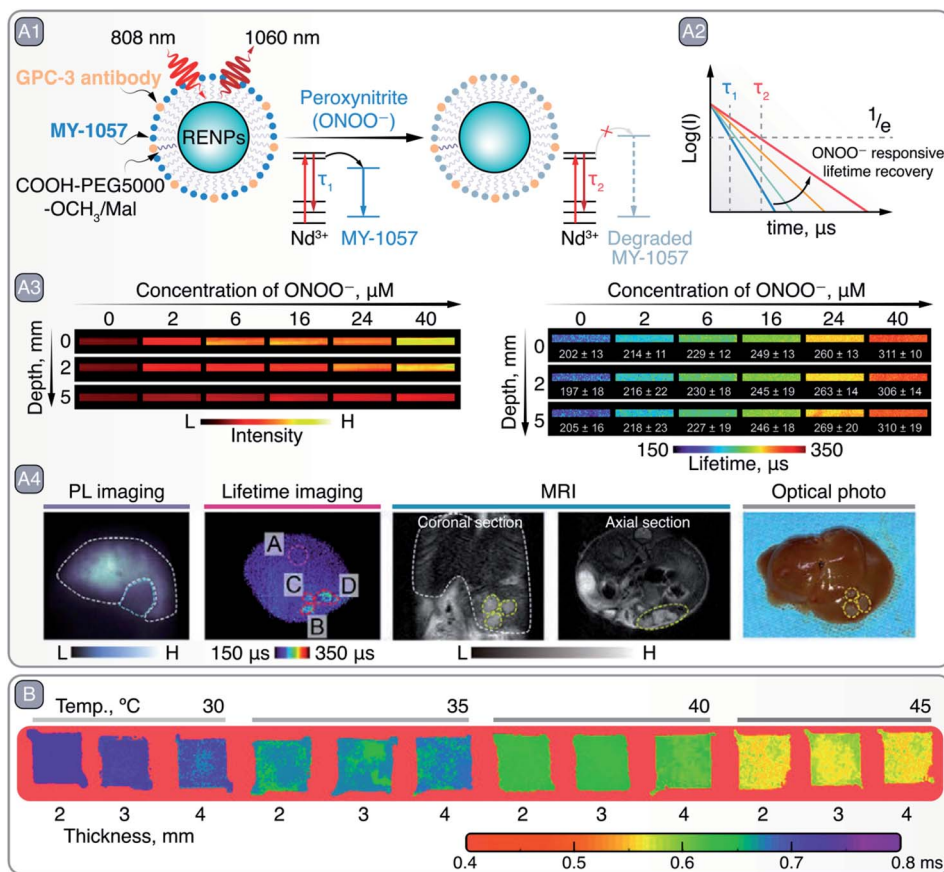 A1
808 nm
1060 nm
GPC-3 antibody
MY-1057
RENPs
COOH-PEG5000
-OCH₃/Mal
Peroxynitrite
(ONOO⁻)
τ₁
Nd³⁺
MY-1057
τ₂
Nd³⁺
Degraded
MY-1057
A2
Log(I)
τ₁
τ₂
1/e
ONOO⁻ responsive
lifetime recovery
time, µs
A3
Concentration of ONOO⁻, µM
0 2 6 16 24 40
Depth, mm
0
2
5
L H
Intensity
Concentration of ONOO⁻, µM
0 2 6 16 24 40
Depth, mm
0
202 ± 13 214 ± 11 229 ± 12 249 ± 13 260 ± 13 311 ± 10
2
197 ± 18 216 ± 22 230 ± 18 245 ± 19 263 ± 14 306 ± 14
5
205 ± 16 218 ± 23 227 ± 19 246 ± 18 269 ± 20 310 ± 19
150 350
Lifetime, µs
A4
PL imaging
Lifetime imaging
MRI
Optical photo
Coronal section
Axial section
A
C
D
B
L H
150 µs 350 µs
L H
B
Temp., ºC 30 35 40 45
2 3 4 2 3 4 2 3 4 2 3 4
Thickness, mm
0.4 0.5 0.6 0.7 0.8 ms